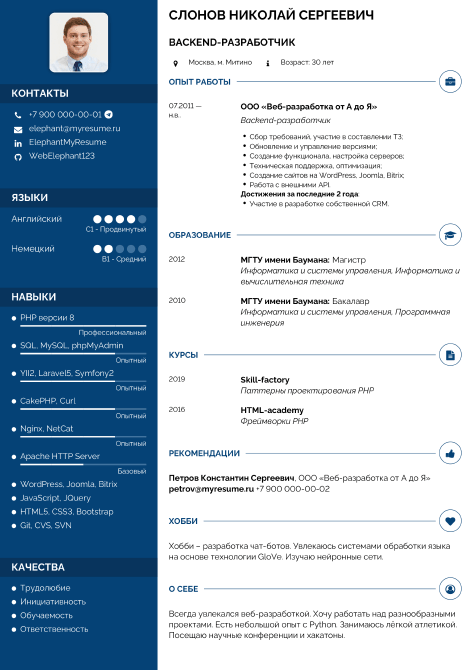 СЛОНОВ НИКОЛАЙ СЕРГЕЕВИЧ
BACKEND-РАЗРАБОТЧИК
Москва, м. Митино
Возраст: 30 лет
КОНТАКТЫ
+7 900 000-00-01
elephant@myresume.ru
ElephantMyResume
WebElephant123
ЯЗЫКИ
Английский
C1 - Продвинутый
Немецкий
B1 - Средний
НАВЫКИ
PHP версии 8
Профессиональный
SQL, MySQL, phpMyAdmin
Опытный
YII2, Laravel5, Symfony2
Опытный
CakePHP, Curl
Опытный
Nginx, NetCat
Опытный
Apache HTTP Server
Базовый
WordPress, Joomla, Bitrix
JavaScript, JQuery
HTML5, CSS3, Bootstrap
Git, CVS, SVN
КАЧЕСТВА
Трудолюбие
Инициативность
Обучаемость
Ответственность
ОПЫТ РАБОТЫ
07.2011 —
н.в.
ООО «Веб-разработка от А до Я»
Backend-разработчик
Сбор требований, участие в составлении ТЗ;
Обновление и управление версиями;
Создание функционала, настройка серверов;
Техническая поддержка, оптимизация;
Создание сайтов на WordPress, Joomla, Bitrix;
Работа с внешними API.
Достижения за последние 2 года:
Участие в разработке собственной CRM.
ОБРАЗОВАНИЕ
2012
МГТУ имени Баумана: Магистр
Информатика и системы управления, Информатика и
вычислительная техника
2010
МГТУ имени Баумана: Бакалавр
Информатика и системы управления, Программная
инженерия
КУРСЫ
2019
Skill-factory
Паттерны проектирования PHP
2016
HTML-academy
Фреймворки PHP
РЕКОМЕНДАЦИИ
Петров Константин Сергеевич, ООО «Веб-разработка от А до Я»
petrov@myresume.ru +7 900 000-00-02
ХОББИ
Хобби – разработка чат-ботов. Увлекаюсь системами обработки языка
на основе технологии GloVe. Изучаю нейронные сети.
О СЕБЕ
Всегда увлекался веб-разработкой. Хочу работать над разнообразными
проектами. Есть небольшой опыт с Python. Занимаюсь лёгкой атлетикой.
Посещаю научные конференции и хакатоны.